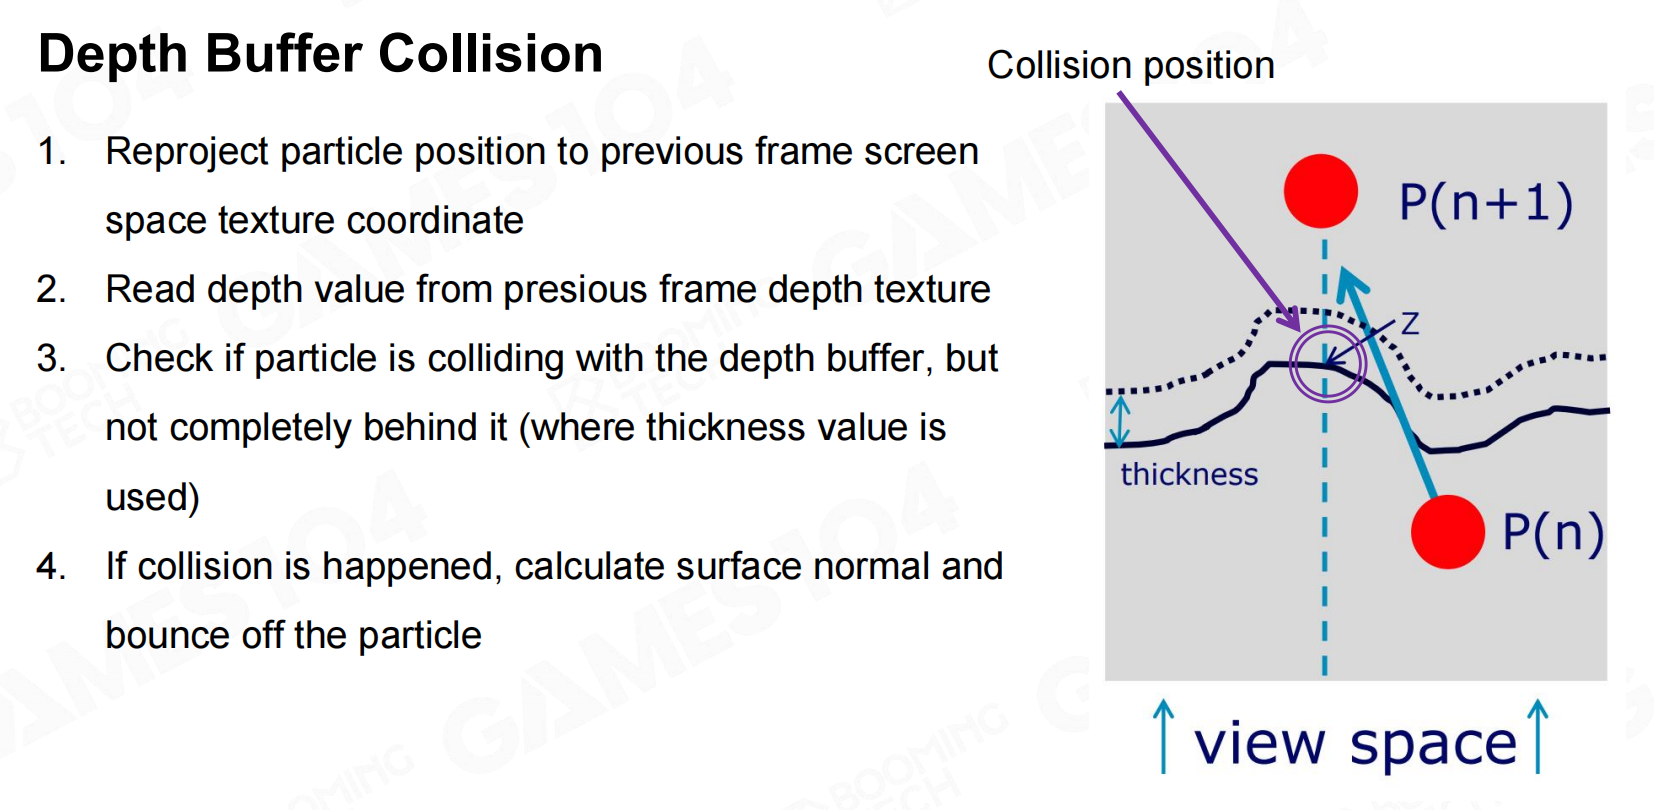 Depth Buffer Collision
Collision position
1. Reproject particle position to previous frame screen
space texture coordinate
2. Read depth value from presious frame depth texture
3. Check if particle is colliding with the depth buffer, but
not completely behind it (where thickness value is
used)
4. If collision is happened, calculate surface normal and
bounce off the particle
P(n+1)
Z
thickness
P(n)
view space
GAMES104
BOOMING
TECH